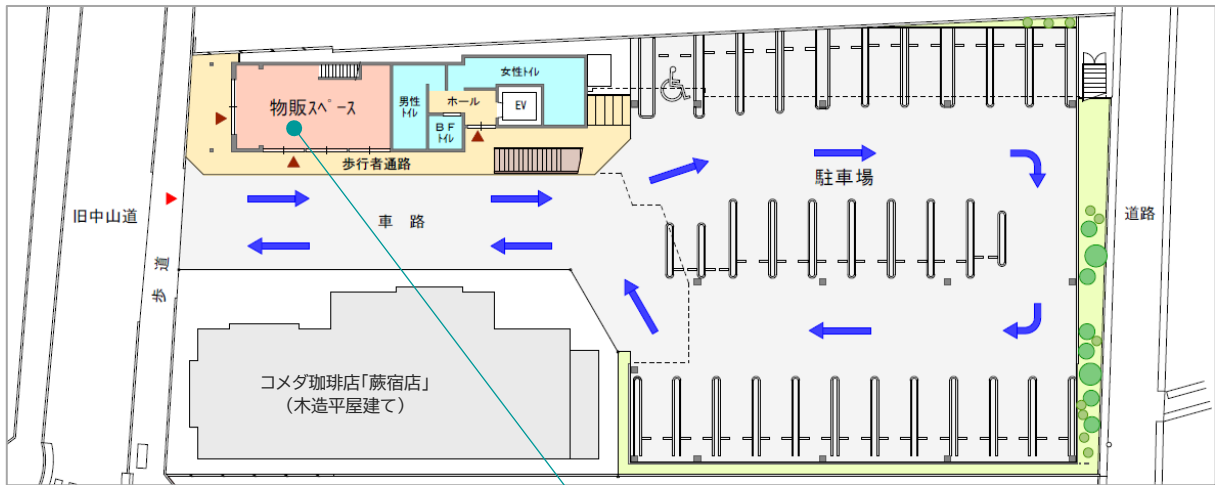 女性トイレ
物販スペース
男性
トイレ
ホール
EV
BF
トイレ
歩行者通路
駐車場
旧中山道
車 路
道路
歩 道
コメダ珈琲店「蕨宿店」
(木造平屋建て)